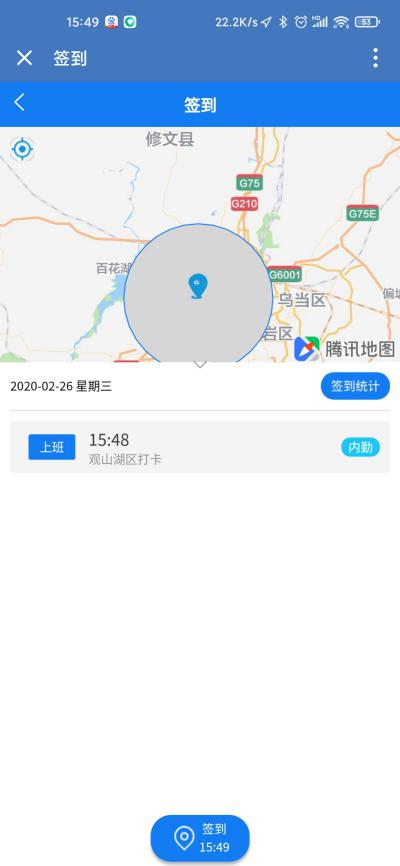 15:49
22.2K/s
HD
53
签到
签到
修文县
G75
G210
G75E
百花湖
G6001
乌当区
偏坡
岩区
腾讯地图
2020-02-26 星期三
签到统计
上班
15:48
内勤
观山湖区打卡
签到
15:49